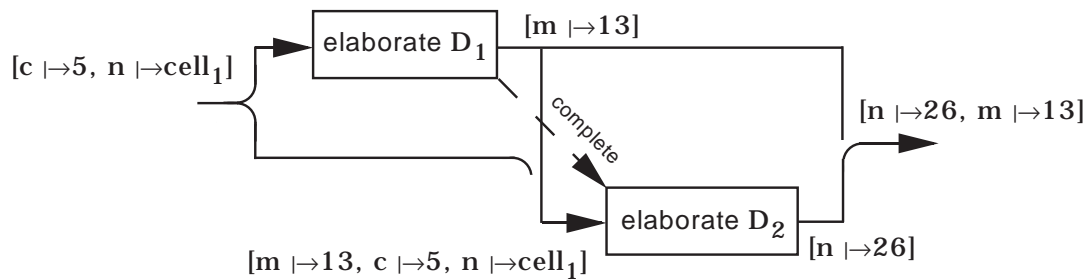 elaborate D₁
[m |→13]
[c |→5, n |→cell₁]
complete
[n |→26, m |→13]
elaborate D₂
[n |→26]
[m |→13, c |→5, n |→cell₁]